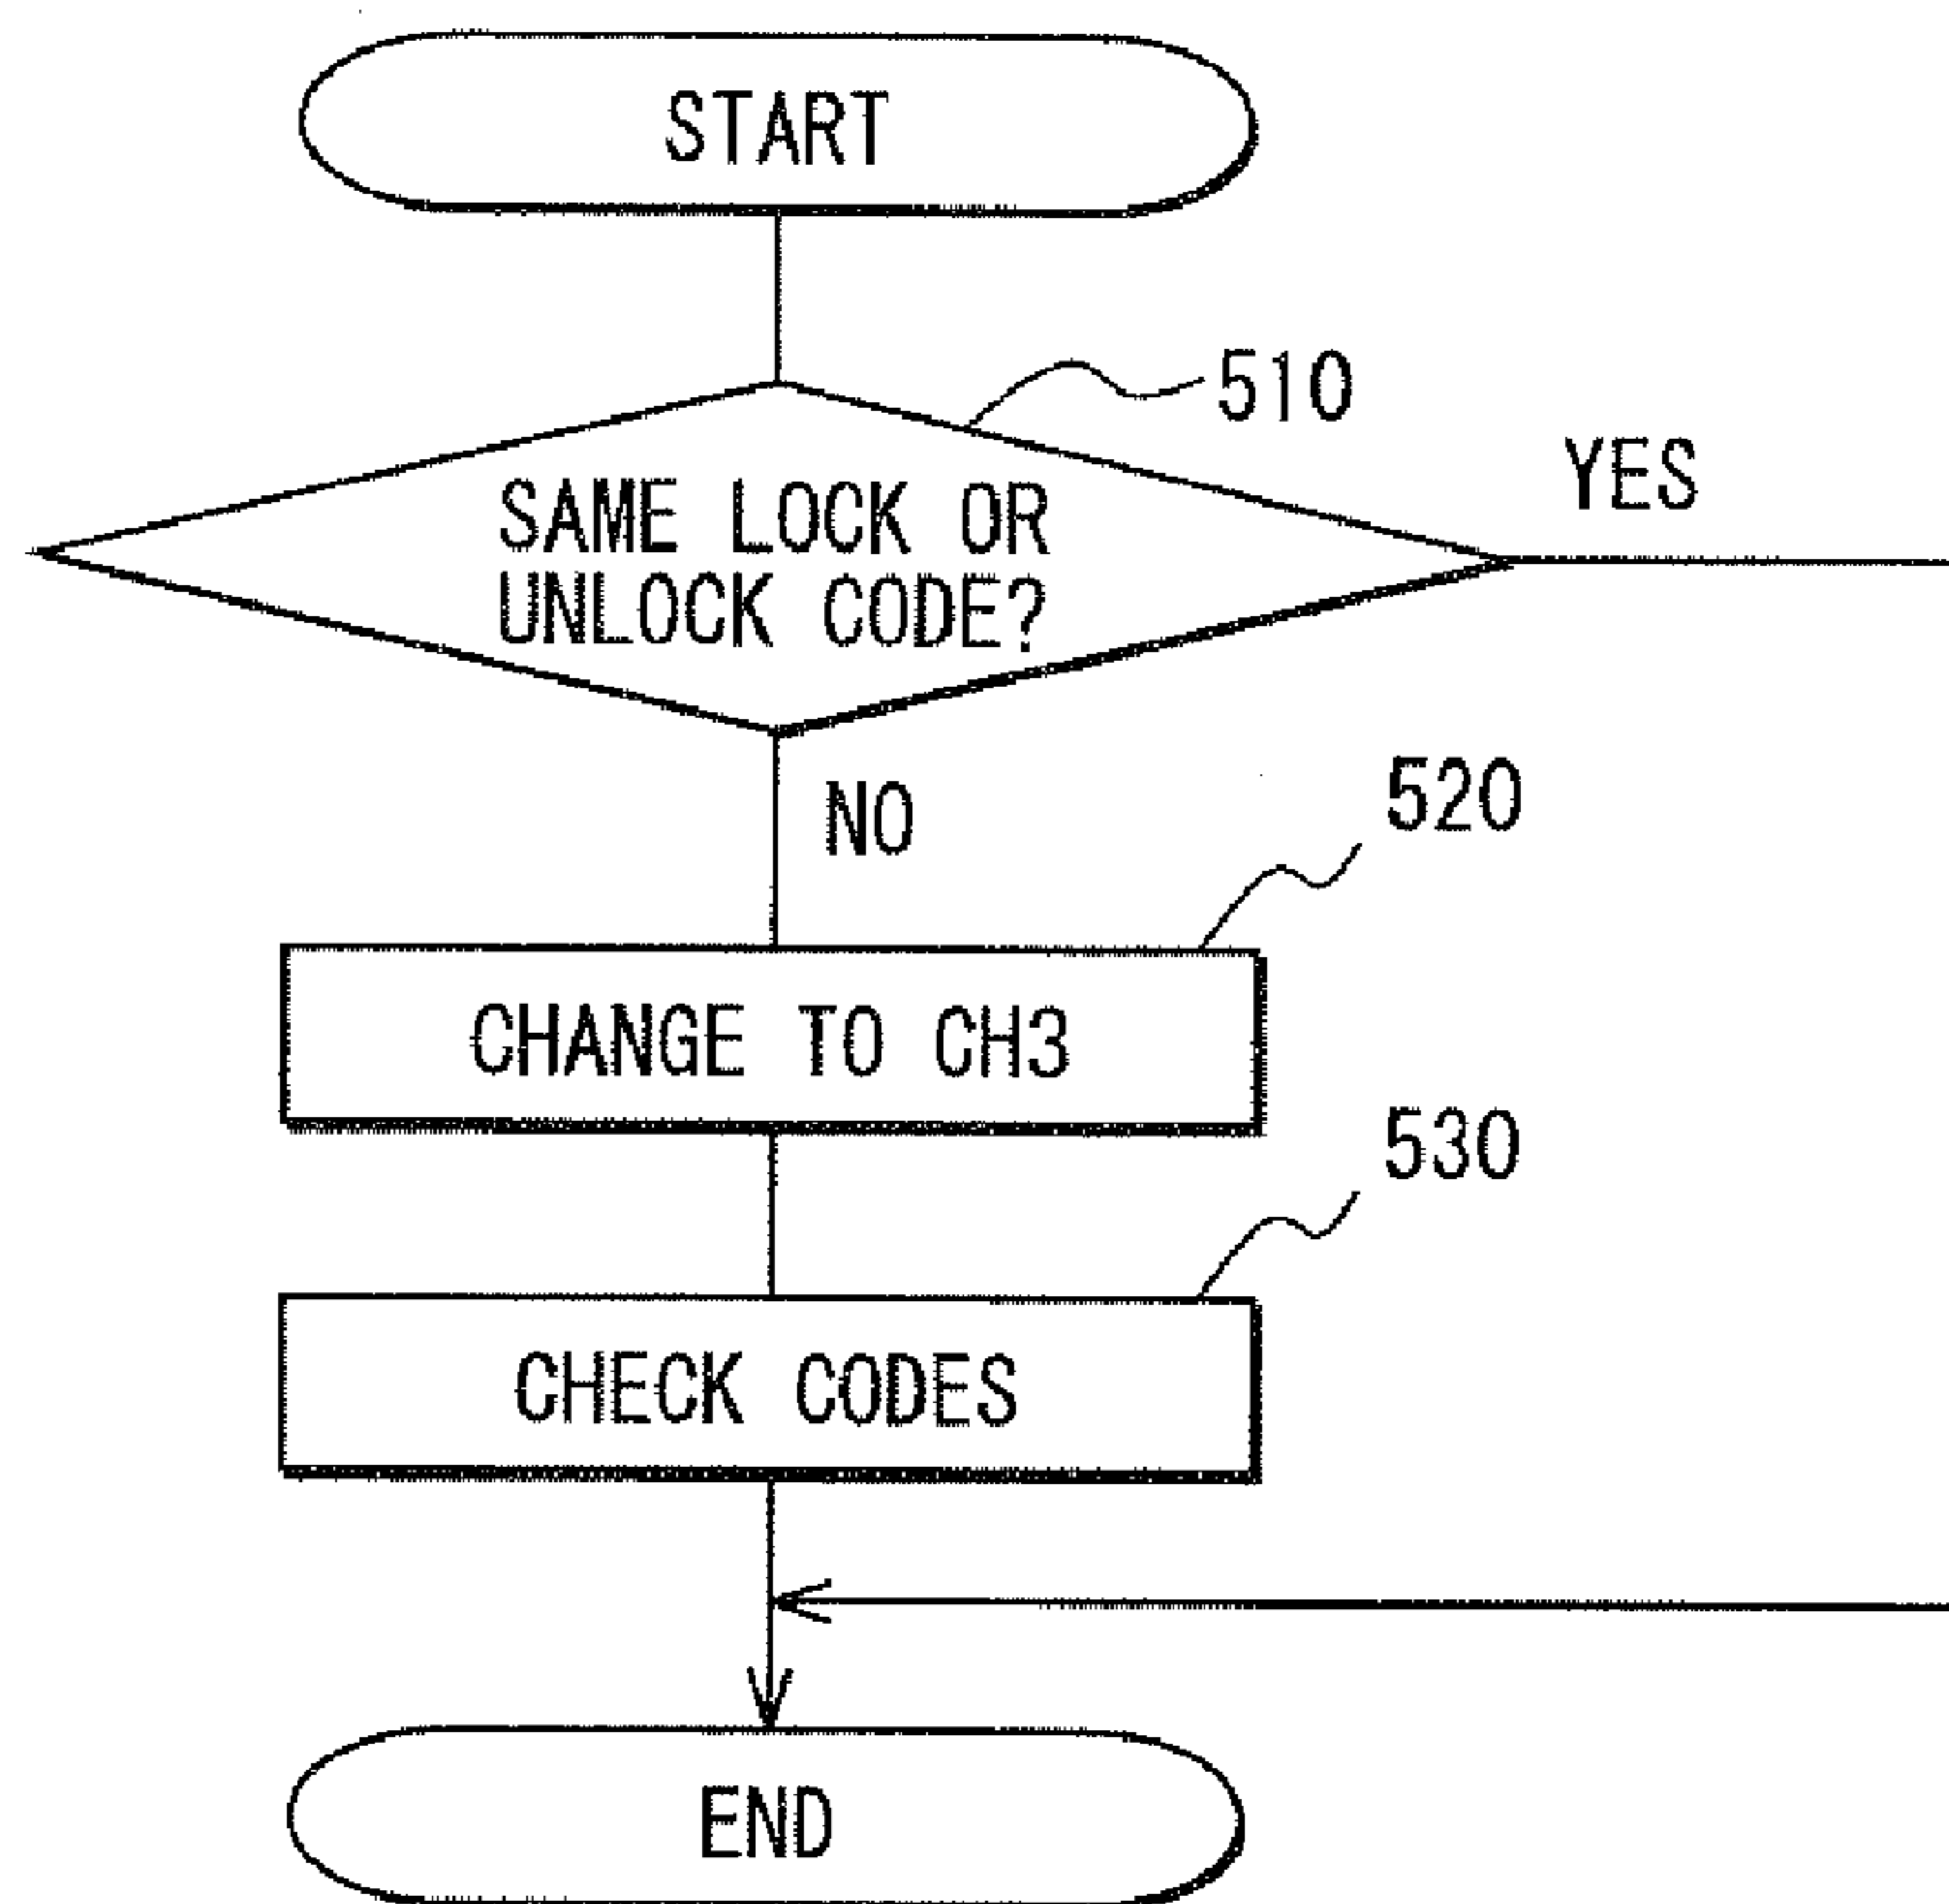 START
510
SAME LOCK OR
UNLOCK CODE?
YES
NO
520
CHANGE TO CH3
530
CHECK CODES
END